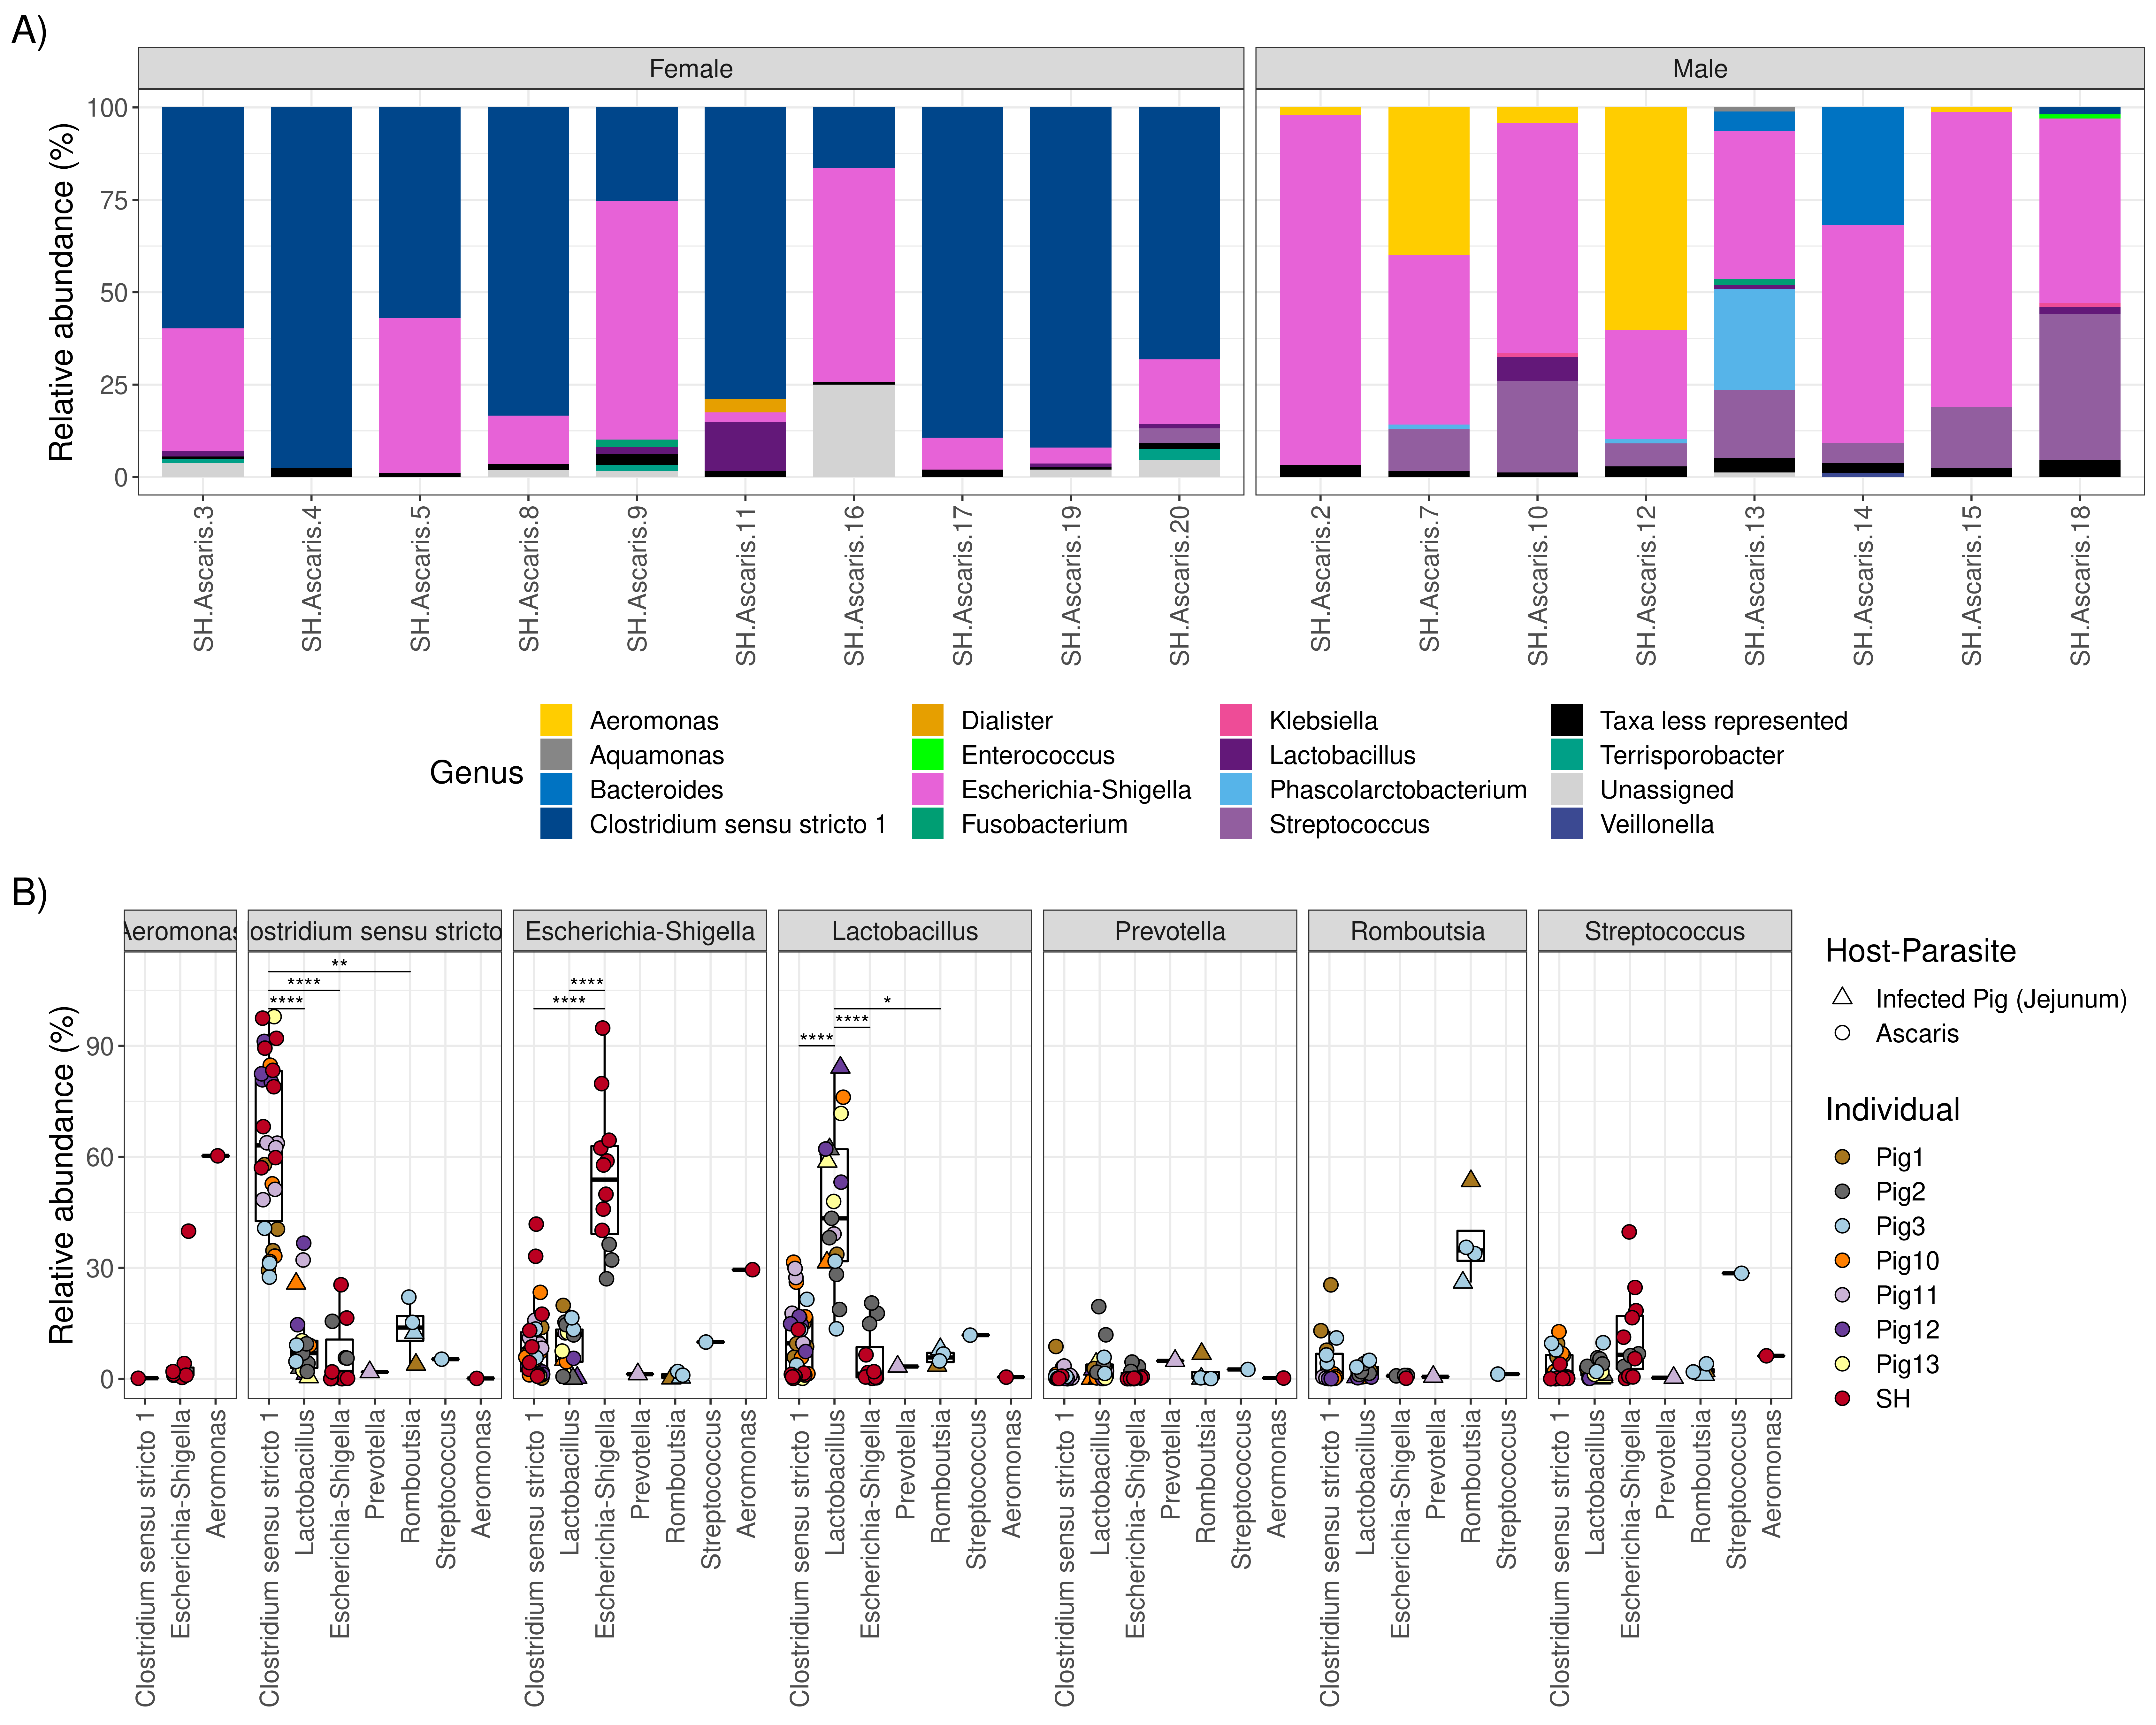 A)
Female
Male
Relative abundance (%)
100
75
50
25
0
SH.Ascaris.3
SH.Ascaris.4
SH.Ascaris.5
SH.Ascaris.8
SH.Ascaris.9
SH.Ascaris.11
SH.Ascaris.16
SH.Ascaris.17
SH.Ascaris.19
SH.Ascaris.20
SH.Ascaris.2
SH.Ascaris.7
SH.Ascaris.10
SH.Ascaris.12
SH.Ascaris.13
SH.Ascaris.14
SH.Ascaris.15
SH.Ascaris.18
Genus
Aeromonas
Aquamonas
Bacteroides
Clostridium sensu stricto 1
Dialister
Enterococcus
Escherichia-Shigella
Fusobacterium
Klebsiella
Lactobacillus
Phascolarctobacterium
Streptococcus
Taxa less represented
Terrisporobacter
Unassigned
Veillonella
B)
Aeromonas
ostridium sensu stricto
Escherichia-Shigella
Lactobacillus
Prevotella
Romboutsia
Streptococcus
Relative abundance (%)
90
60
30
0
**
****
****
****
****
*
****
****
Clostridium sensu stricto 1
Escherichia-Shigella
Aeromonas
Clostridium sensu stricto 1
Lactobacillus
Escherichia-Shigella
Prevotella
Romboutsia
Streptococcus
Aeromonas
Clostridium sensu stricto 1
Lactobacillus
Escherichia-Shigella
Prevotella
Romboutsia
Streptococcus
Aeromonas
Clostridium sensu stricto 1
Lactobacillus
Escherichia-Shigella
Prevotella
Romboutsia
Streptococcus
Aeromonas
Clostridium sensu stricto 1
Lactobacillus
Escherichia-Shigella
Prevotella
Romboutsia
Streptococcus
Aeromonas
Clostridium sensu stricto 1
Lactobacillus
Escherichia-Shigella
Prevotella
Romboutsia
Streptococcus
Clostridium sensu stricto 1
Lactobacillus
Escherichia-Shigella
Prevotella
Romboutsia
Streptococcus
Aeromonas
Host-Parasite
Infected Pig (Jejunum)
Ascaris
Individual
Pig1
Pig2
Pig3
Pig10
Pig11
Pig12
Pig13
SH